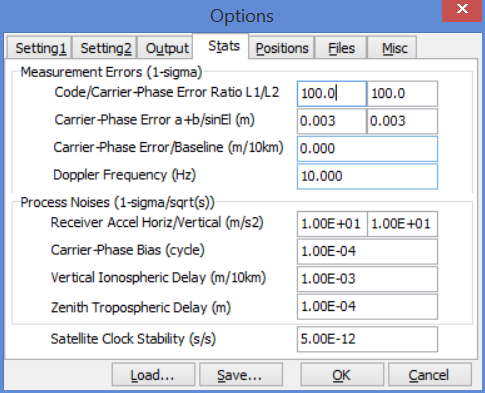 Options
Setting1 Setting2 Output Stats Positions Files Misc
Measurement Errors (1-sigma)
Code/Carrier-Phase Error Ratio L1/L2 100.0 100.0
Carrier-Phase Error a+b/sinEl (m) 0.003 0.003
Carrier-Phase Error/Baseline (m/10km) 0.000
Doppler Frequency (Hz) 10.000
Process Noises (1-sigma/sqrt(s))
Receiver Accel Horiz/Vertical (m/s2) 1.00E+01 1.00E+01
Carrier-Phase Bias (cycle) 1.00E-04
Vertical Ionospheric Delay (m/10km) 1.00E-03
Zenith Tropospheric Delay (m) 1.00E-04
Satellite Clock Stability (s/s) 5.00E-12
Load... Save... OK Cancel